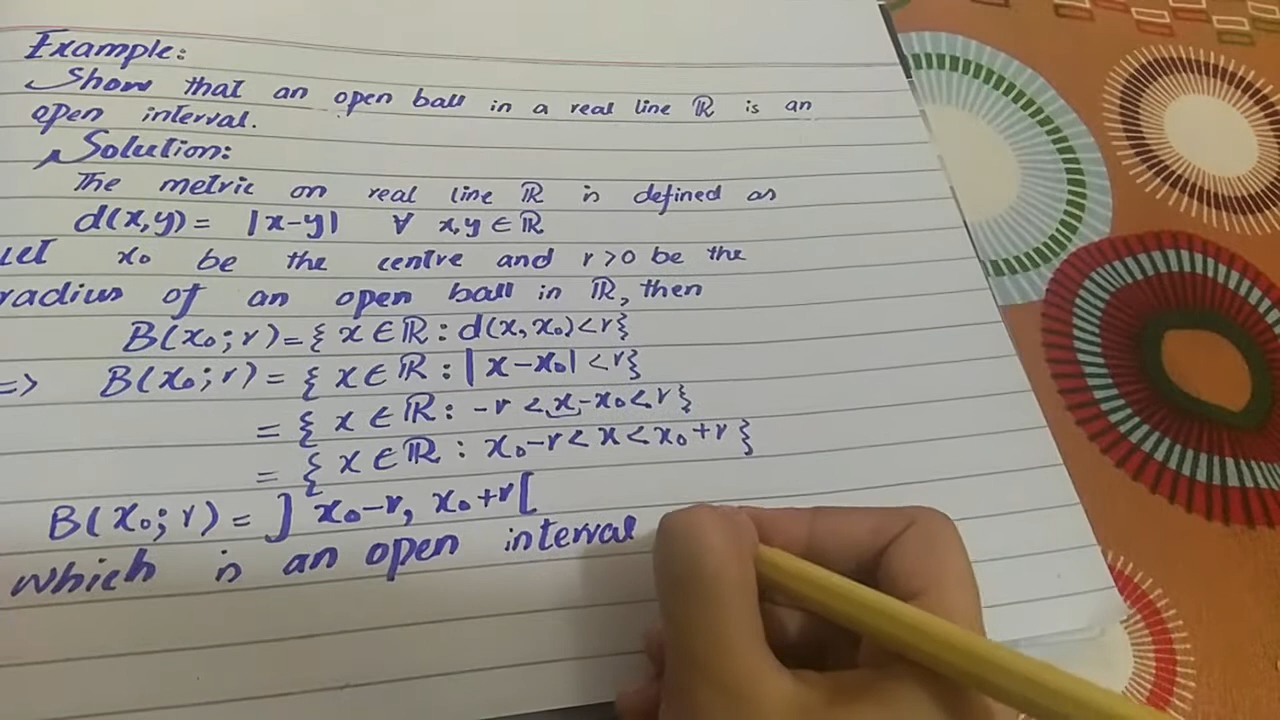 Example:
Show that an open ball in a real line ℝ is an
open interval.
Solution:
The metric on real line ℝ is defined as
d(x,y) = |x-y| ∀ x,y ∈ ℝ
Let x₀ be the centre and r>0 be the
radius of an open ball in ℝ, then
B(x₀;r)={ x ∈ ℝ : d(x, x₀)<r}
=> B(x₀;r) = { x ∈ ℝ : |x-x₀| <r}
= { x ∈ ℝ : -r < x-x₀<r}
= { x ∈ ℝ : x₀-r < x < x₀+r }
B(x₀;r) = ] x₀-r, x₀+r [
which is an open interval